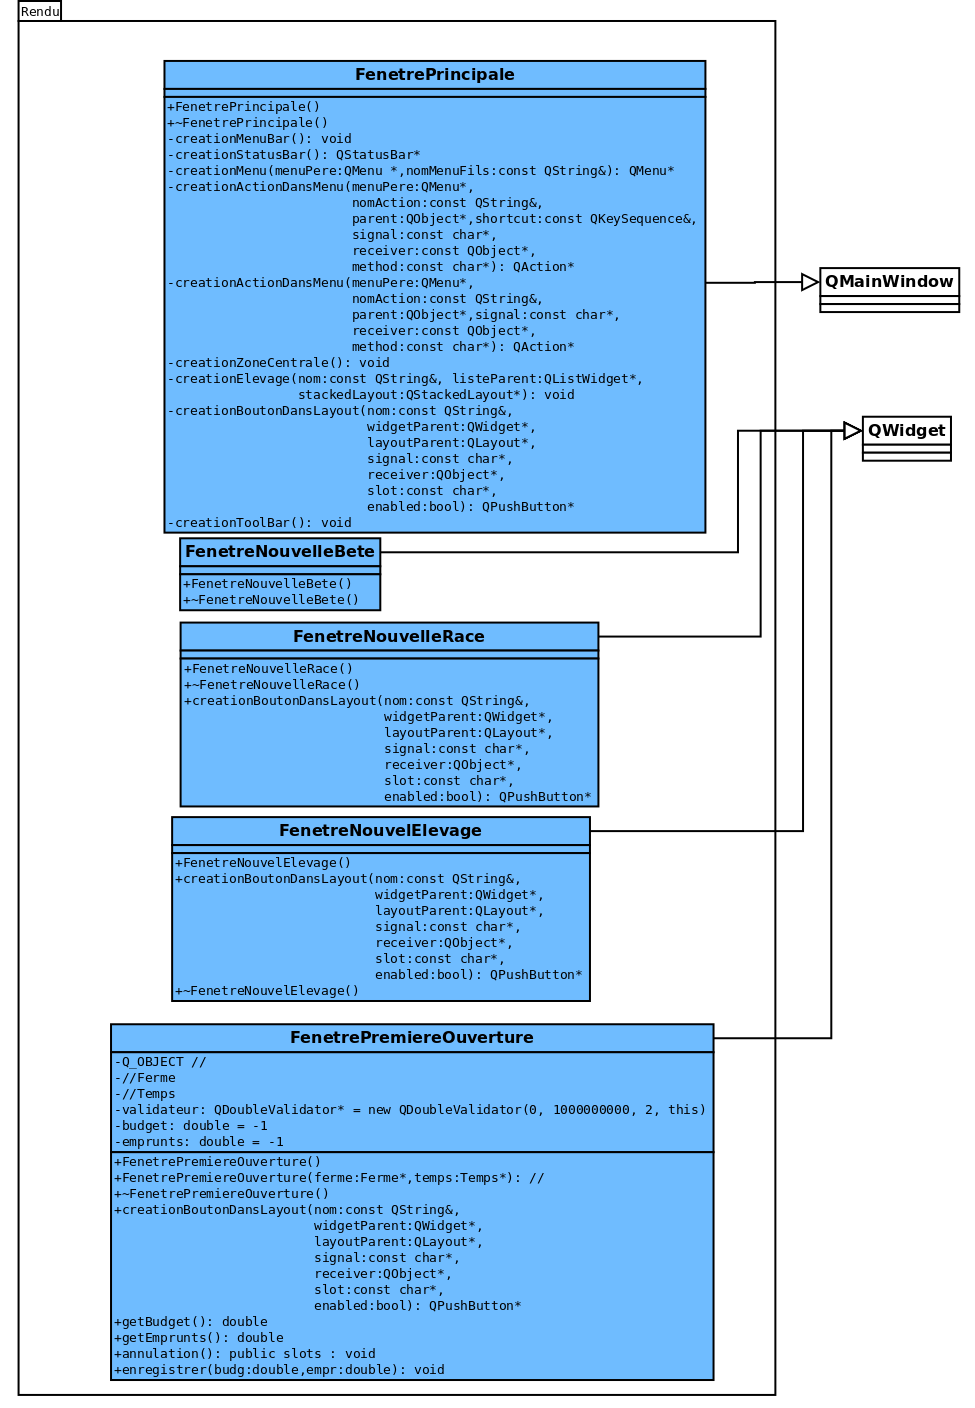 Rendu
FenetrePrincipale
+FenetrePrincipale()
+~FenetrePrincipale()
-creationMenuBar(): void
-creationStatusBar(): QStatusBar*
-creationMenu(menuPere:QMenu *,nomMenuFils:const QString&): QMenu*
-creationActionDansMenu(menuPere:QMenu*,
nomAction:const QString&,
parent:QObject*,shortcut:const QKeySequence&,
signal:const char*,
receiver:const QObject*,
method:const char*): QAction*
-creationActionDansMenu(menuPere:QMenu*,
nomAction:const QString&,
parent:QObject*,signal:const char*,
receiver:const QObject*,
method:const char*): QAction*
-creationZoneCentrale(): void
-creationElevage(nom:const QString&, listeParent:QListWidget*,
stackedLayout:QStackedLayout*): void
-creationBoutonDansLayout(nom:const QString&,
widgetParent:QWidget*,
layoutParent:QLayout*,
signal:const char*,
receiver:QObject*,
slot:const char*,
enabled:bool): QPushButton*
-creationToolBar(): void
QMainWindow
QWidget
FenetreNouvelleBete
+FenetreNouvelleBete()
+~FenetreNouvelleBete()
FenetreNouvelleRace
+FenetreNouvelleRace()
+~FenetreNouvelleRace()
+creationBoutonDansLayout(nom:const QString&,
widgetParent:QWidget*,
layoutParent:QLayout*,
signal:const char*,
receiver:QObject*,
slot:const char*,
enabled:bool): QPushButton*
FenetreNouvelElevage
+FenetreNouvelElevage()
+creationBoutonDansLayout(nom:const QString&,
widgetParent:QWidget*,
layoutParent:QLayout*,
signal:const char*,
receiver:QObject*,
slot:const char*,
enabled:bool): QPushButton*
+~FenetreNouvelElevage()
FenetrePremiereOuverture
-Q_OBJECT //
-//Ferme
-//Temps
-validateur: QDoubleValidator* = new QDoubleValidator(0, 1000000000, 2, this)
-budget: double = -1
-emprunts: double = -1
+FenetrePremiereOuverture()
+FenetrePremiereOuverture(ferme:Ferme*,temps:Temps*): //
+~FenetrePremiereOuverture()
+creationBoutonDansLayout(nom:const QString&,
widgetParent:QWidget*,
layoutParent:QLayout*,
signal:const char*,
receiver:QObject*,
slot:const char*,
enabled:bool): QPushButton*
+getBudget(): double
+getEmprunts(): double
+annulation(): public slots : void
+enregistrer(budg:double,empr:double): void